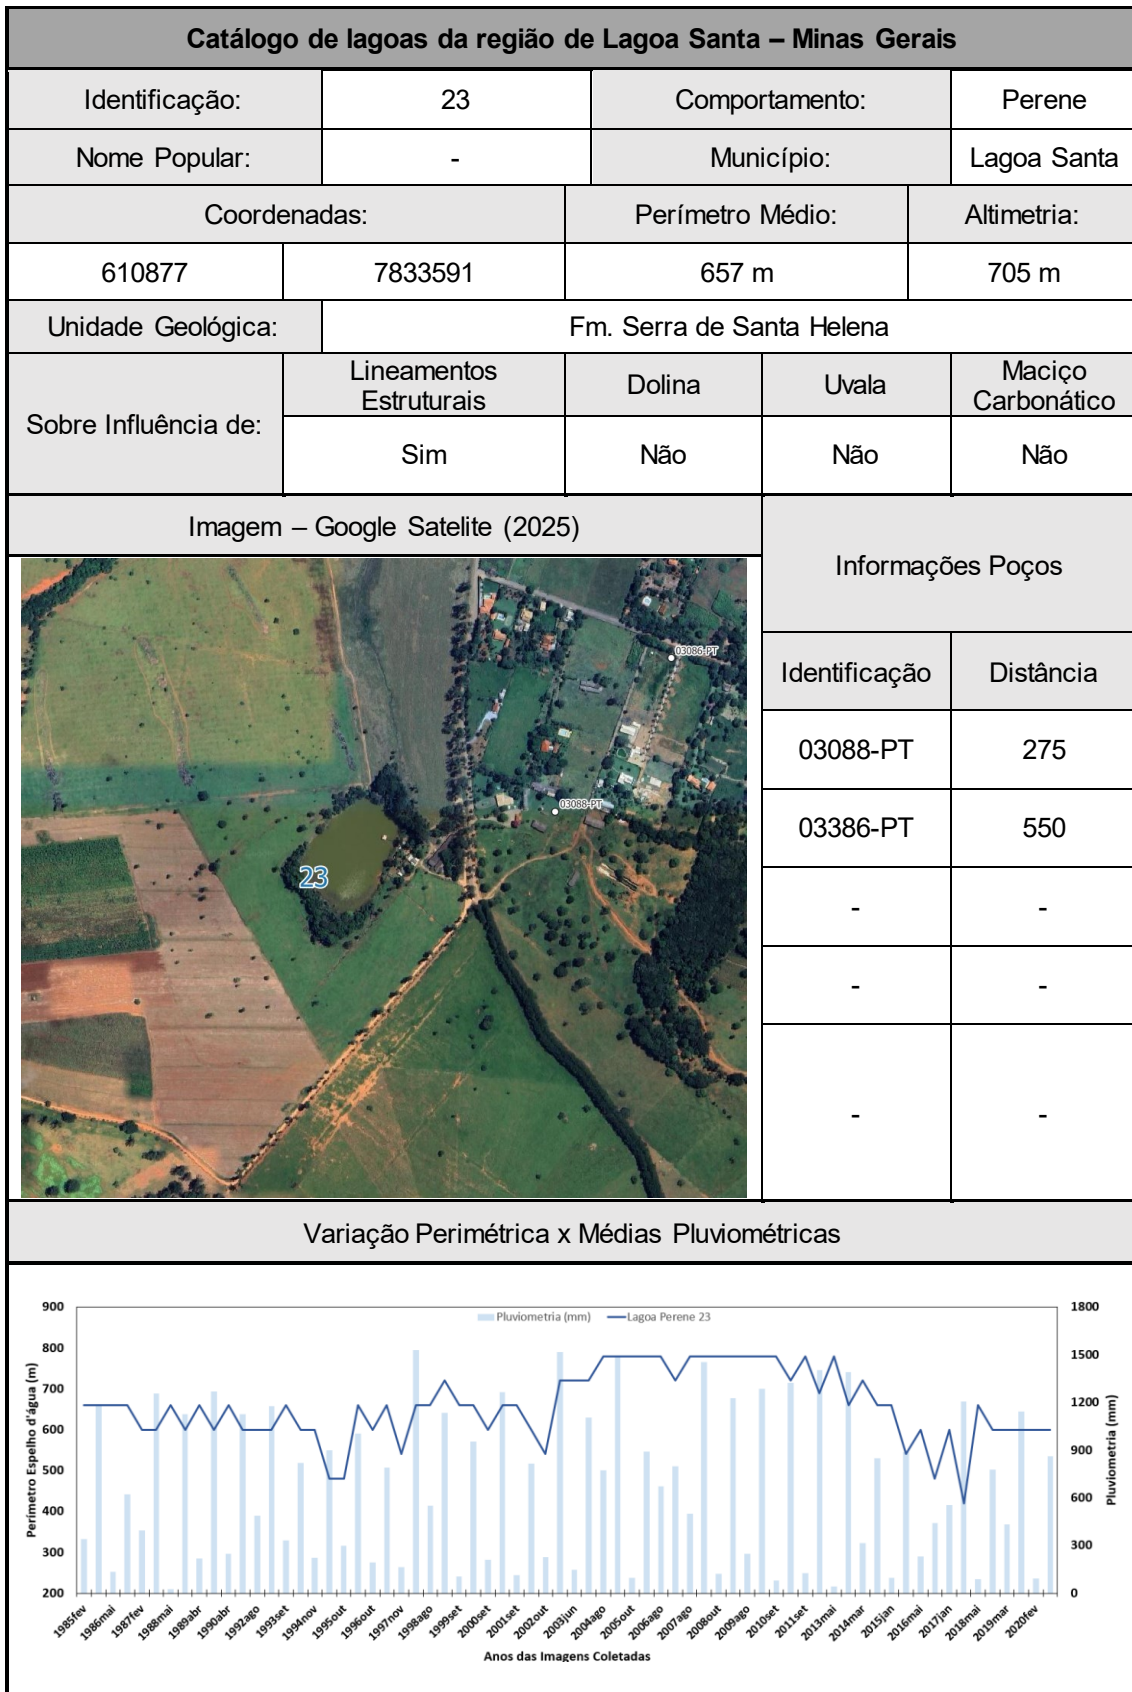 Catálogo de lagoas da região de Lagoa Santa – Minas Gerais
Identificação: 23 Comportamento: Perene
Nome Popular: - Município: Lagoa Santa
Coordenadas: Perímetro Médio: Altimetria:
610877 7833591 657 m 705 m
Unidade Geológica: Fm. Serra de Santa Helena
Sobre Influência de:
Lineamentos Estruturais Dolina Uvala Maciço Carbonático
Sim Não Não Não
Imagem – Google Satelite (2025)
03086-PT
03088-PT
23
Informações Poços
Identificação Distância
03088-PT 275
03386-PT 550
- -
- -
- -
Variação Perimétrica x Médias Pluviométricas
Pluviometria (mm) Lagoa Perene 23
Perímetro Espelho d'água (m)
900
800
700
600
500
400
300
200
1800
1500
1200
900
600
300
0
Pluviometria (mm)
1985fev 1986mai 1987fev 1988mai 1989abr 1990abr 1992ago 1993set 1994nov 1995out 1996out 1997nov 1998ago 1999set 2000set 2001set 2002out 2003jun 2004ago 2005out 2006ago 2007ago 2008out 2009ago 2010set 2011set 2013mai 2014mar 2015jan 2016mai 2017jan 2018mai 2019mar 2020fev
Anos das Imagens Coletadas